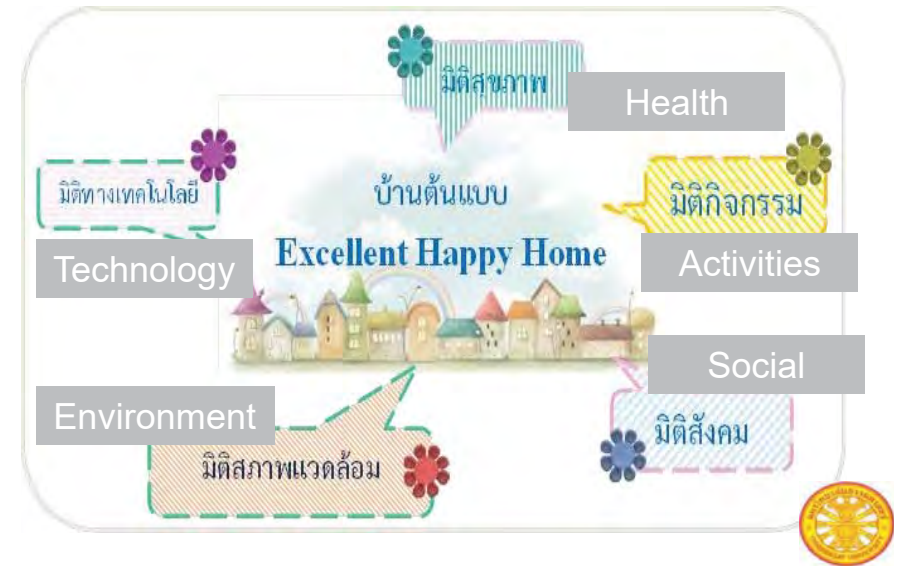 มิติสุขภาพ
Health
มิติทางเทคโนโลยี
Technology
บ้านต้นแบบ
Excellent Happy Home
มิติกิจกรรม
Activities
Social
มิติสังคม
Environment
มิติสภาพแวดล้อม